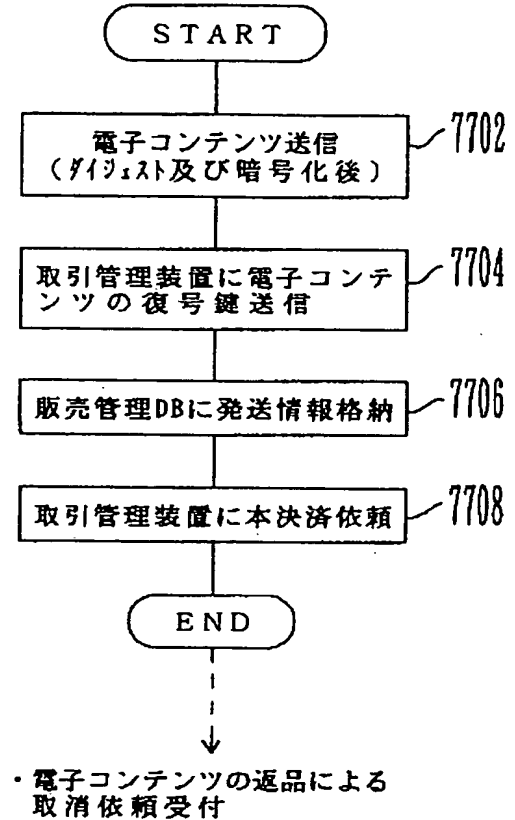 START
電子コンテンツ送信
(ダイジェスト及び暗号化後)
7702
取引管理装置に電子コンテ
ンツの復号鍵送信
7704
販売管理DBに発送情報格納
7706
取引管理装置に本決済依頼
7708
END
・電子コンテンツの返品による
取消依頼受付